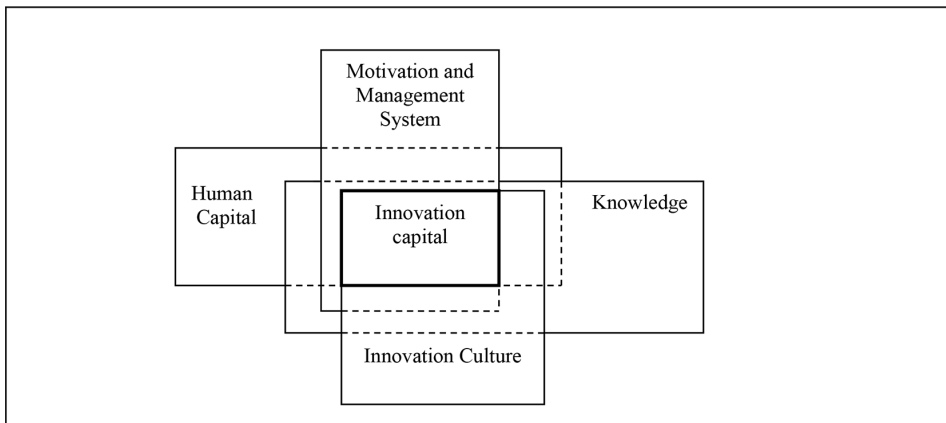 Motivation and
Management
System
Human
Capital
Innovation
capital
Knowledge
Innovation Culture